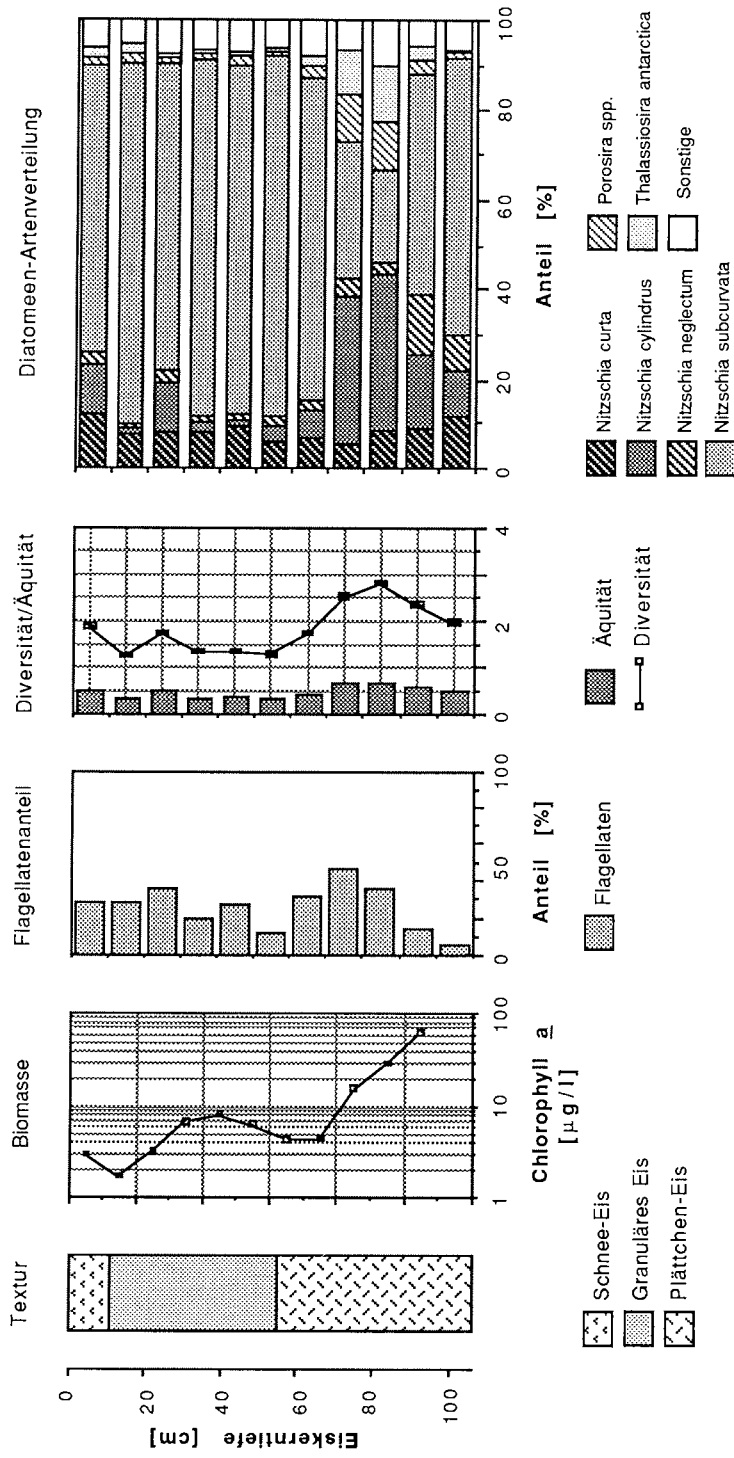 Textur
Biomasse
Flagellatenanteil
Diversität/Äquität
Diatomeen-Artenverteilung
Eiskerntiefe [cm]
0
20
40
60
80
100
1 10 100
Chlorophyll a
[µg/l]
0 50 100
Anteil [%]
0 2 4
0 20 40 60 80 100
Anteil [%]
Schnee-Eis
Granuläres Eis
Plättchen-Eis
Flagellaten
Äquität
Diversität
Nitzschia curta
Nitzschia cylindrus
Nitzschia neglectum
Nitzschia subcurvata
Porosira spp.
Thalassiosira antarctica
Sonstige